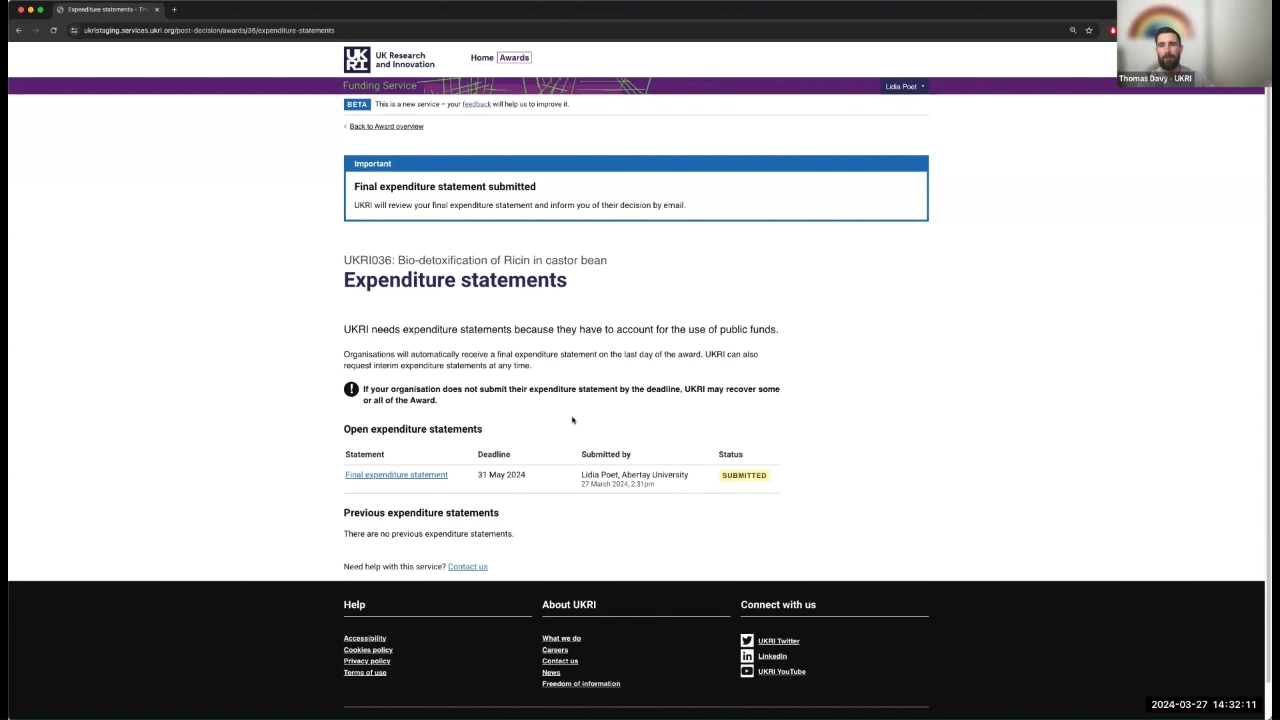 Expenditure statements - Th
ukristaging.services.ukri.org/post-decision/awards/36/expenditure-statements
UK
RI
UK Research
and Innovation
Home Awards
Thomas Davy - UKRI
Funding Service
Lidia Poet
BETA This is a new service – your feedback will help us to improve it.
Back to Award overview
Important
Final expenditure statement submitted
UKRI will review your final expenditure statement and inform you of their decision by email.
UKRI036: Bio-detoxification of Ricin in castor bean
Expenditure statements
UKRI needs expenditure statements because they have to account for the use of public funds.
Organisations will automatically receive a final expenditure statement on the last day of the award. UKRI can also
request interim expenditure statements at any time.
! If your organisation does not submit their expenditure statement by the deadline, UKRI may recover some
or all of the Award.
Open expenditure statements
Statement Deadline Submitted by Status
Final expenditure statement 31 May 2024 Lidia Poet, Abertay University SUBMITTED
27 March 2024, 2:31pm
Previous expenditure statements
There are no previous expenditure statements.
Need help with this service? Contact us
Help About UKRI Connect with us
Accessibility What we do UKRI Twitter
Cookies policy Careers in LinkedIn
Privacy policy Contact us UKRI YouTube
Terms of use News
Freedom of information
2024-03-27 14:32:11